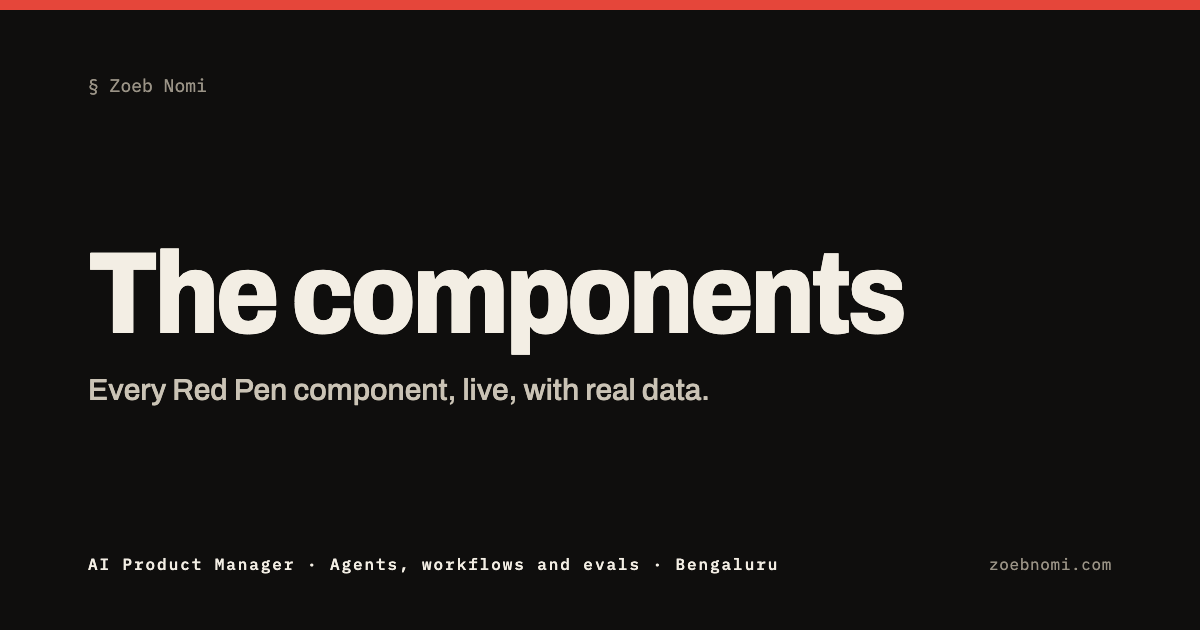 § Zoeb Nomi
The components
Every Red Pen component, live, with real data.
AI Product Manager · Agents, workflows and evals · Bengaluru
zoebnomi.com